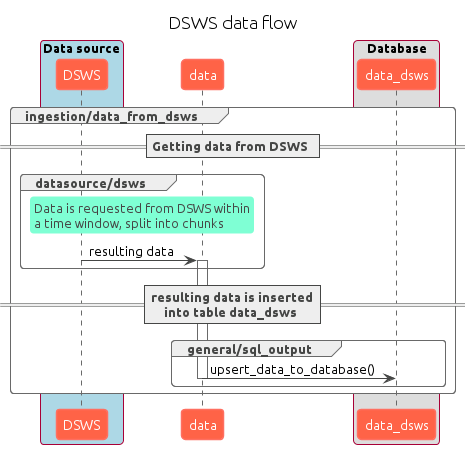 DSWS data flow
Data source
Database
DSWS
data
data_dsws
ingestion/data_from_dsws
Getting data from DSWS
datasource/dsws
Data is requested from DSWS within
a time window, split into chunks
resulting data
resulting data is inserted
into table data_dsws
general/sql_output
upsert_data_to_database()
DSWS
data
data_dsws